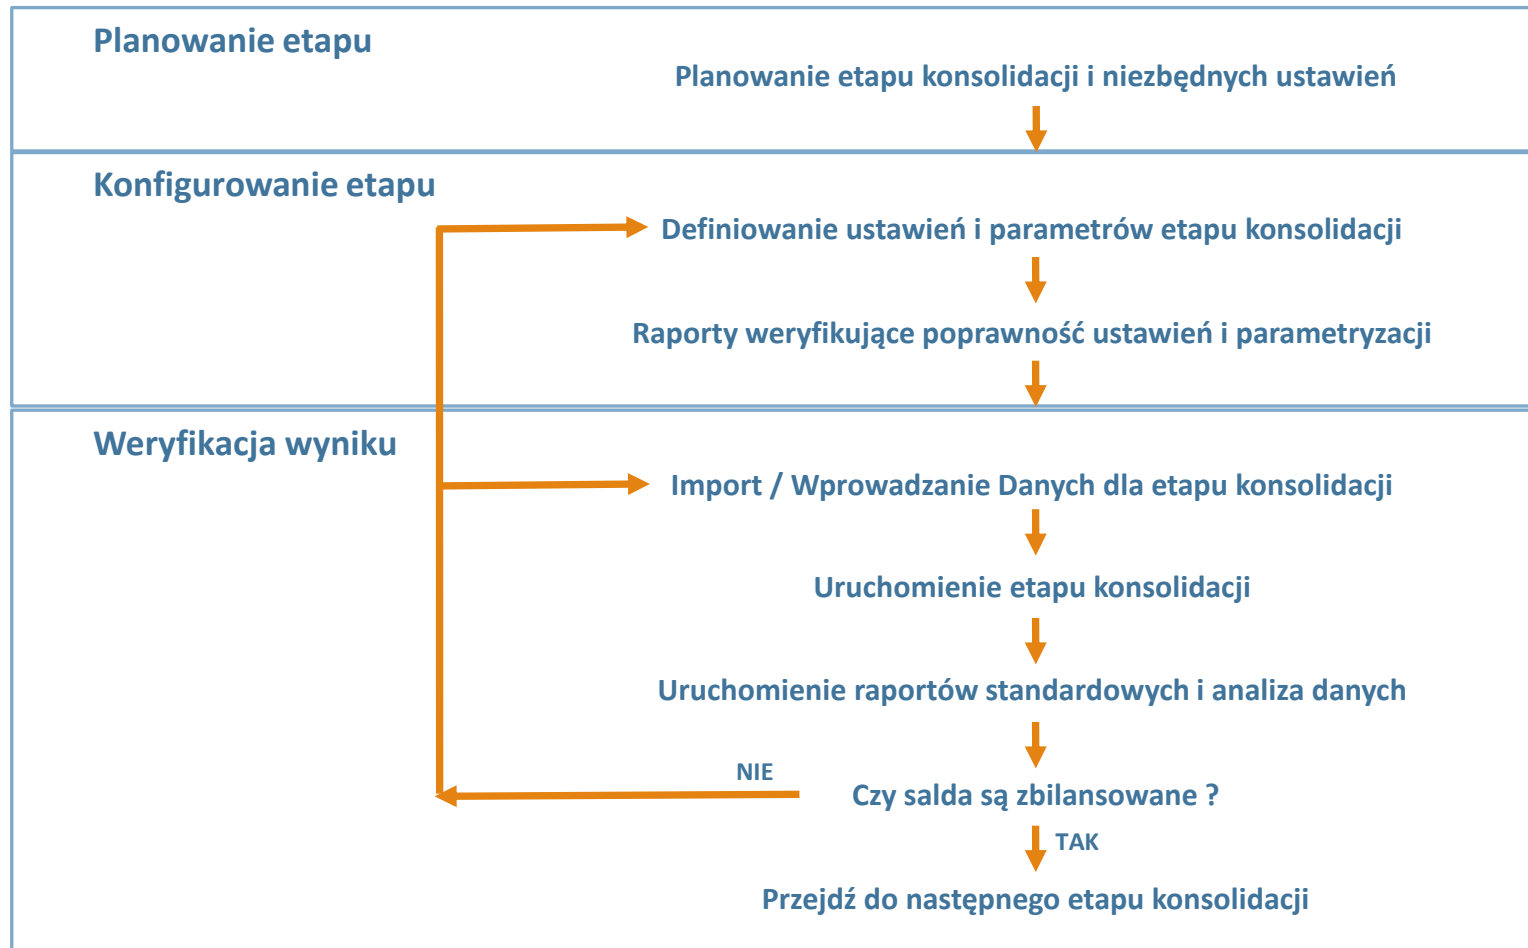 Planowanie etapu
Planowanie etapu konsolidacji i niezbędnych ustawień
Konfigurowanie etapu
Definiowanie ustawień i parametrów etapu konsolidacji
Raporty weryfikujące poprawność ustawień i parametryzacji
Weryfikacja wyniku
Import / Wprowadzanie Danych dla etapu konsolidacji
Uruchomienie etapu konsolidacji
Uruchomienie raportów standardowych i analiza danych
NIE
Czy salda są zbilansowane ?
TAK
Przejdź do następnego etapu konsolidacji